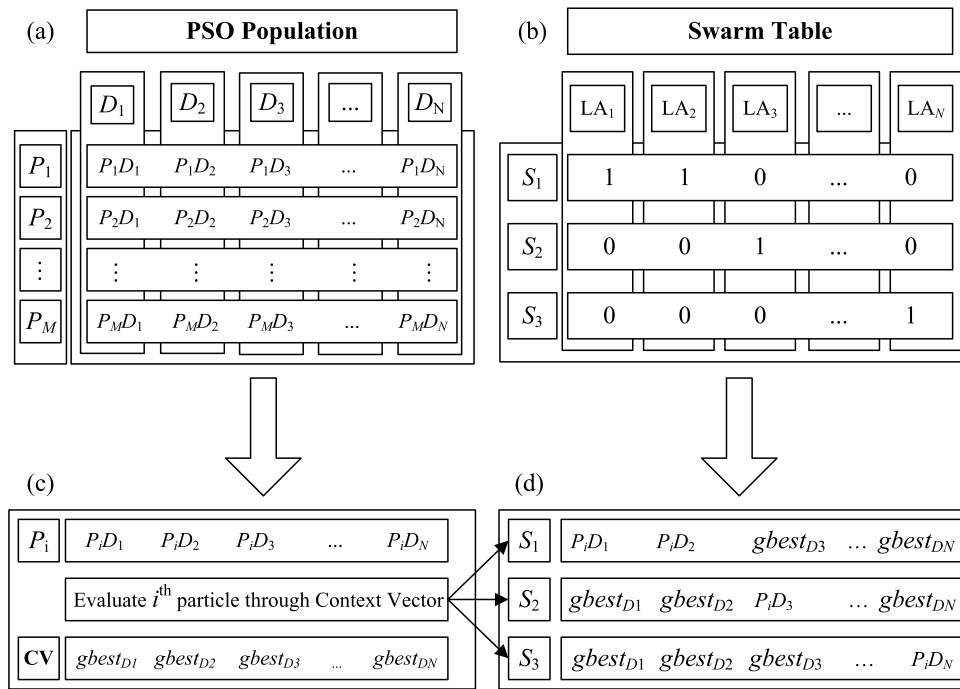 (a) PSO Population
D1 D2 D3 ... DN
P1 P1D1 P1D2 P1D3 ... P1DN
P2 P2D1 P2D2 P2D3 ... P2DN
⋮ ⋮ ⋮ ⋮ ⋮ ⋮
PM PMD1 PMD2 PMD3 ... PMDN
(b) Swarm Table
LA1 LA2 LA3 ... LAN
S1 1 1 0 ... 0
S2 0 0 1 ... 0
S3 0 0 0 ... 1
(c)
Pi PiD1 PiD2 PiD3 ... PiDN
Evaluate ith particle through Context Vector
CV gbestD1 gbestD2 gbestD3 ... gbestDN
(d)
S1 PiD1 PiD2 gbestD3 ... gbestDN
S2 gbestD1 gbestD2 PiD3 ... gbestDN
S3 gbestD1 gbestD2 gbestD3 ... PiDN